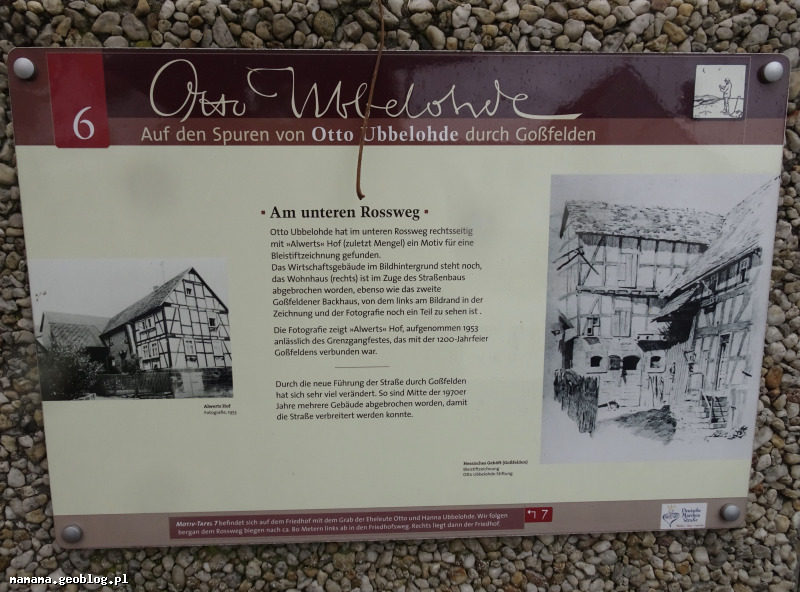 6
Otto Ubbelohde
Auf den Spuren von Otto Ubbelohde durch Goßfelden
▪ Am unteren Rossweg ▪
Otto Ubbelohde hat im unteren Rossweg rechtsseitig
mit »Alwerts« Hof (zuletzt Mengel) ein Motiv für eine
Bleistiftzeichnung gefunden.
Das Wirtschaftsgebäude im Bildhintergrund steht noch,
das Wohnhaus (rechts) ist im Zuge des Straßenbaus
abgebrochen worden, ebenso wie das zweite
Goßfeldener Backhaus, von dem links am Bildrand in der
Zeichnung und der Fotografie noch ein Teil zu sehen ist .
Die Fotografie zeigt »Alwerts« Hof, aufgenommen 1953
anlässlich des Grenzgangfestes, das mit der 1200-Jahrfeier
Goßfeldens verbunden war.
Durch die neue Führung der Straße durch Goßfelden
hat sich sehr viel verändert. So sind Mitte der 1970er
Jahre mehrere Gebäude abgebrochen worden, damit
die Straße verbreitert werden konnte.
Alwerts Hof
Fotografie, 1953
Hessisches Gehöft (Goßfelden)
Bleistiftzeichnung
Otto Ubbelohde-Stiftung
Motiv-Tafel 7 befindet sich auf dem Friedhof mit dem Grab der Eheleute Otto und Hanna Ubbelohde. Wir folgen
bergan dem Rossweg biegen nach ca. 80 Metern links ab in den Friedhofsweg. Rechts liegt dann der Friedhof.
↰ 7
Deutsche
Märchen
Straße
mamama.geoblog.pl